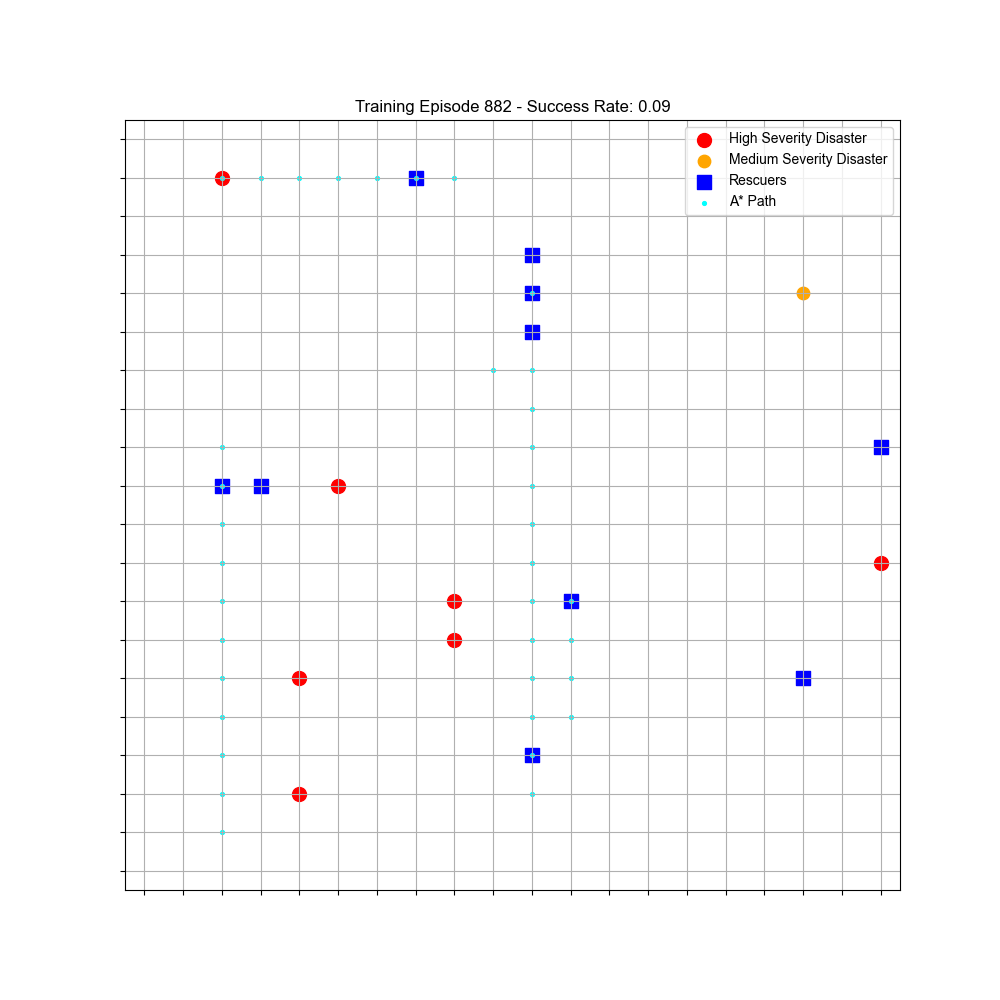 Training Episode 882 - Success Rate: 0.09
High Severity Disaster
Medium Severity Disaster
Rescuers
A* Path